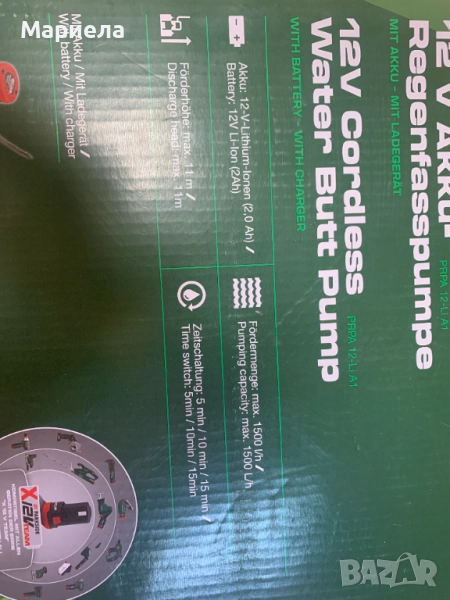 Мариела
12 V Akku-
Regenfasspumpe
PRPA 12-Li A1
MIT AKKU – MIT LADEGERÄT
12V Cordless
Water Butt Pump
PRPA 12-Li A1
WITH BATTERY - WITH CHARGER
Akku: 12-V-Lithium-Ionen (2,0 Ah) /
Battery: 12V Li-Ion (2Ah)
Fördermenge: max. 1500 l/h /
Pumping capacity: max. 1500 L/h
Förderhöhe: max. 11 m /
Discharge head: max. 11m
Zeitschaltung: 5 min / 10 min / 15 min /
Time switch: 5min / 10min / 15min
Mit Akku / Mit Ladegerät /
With battery / With charger
X12V TEAM
BAZAR